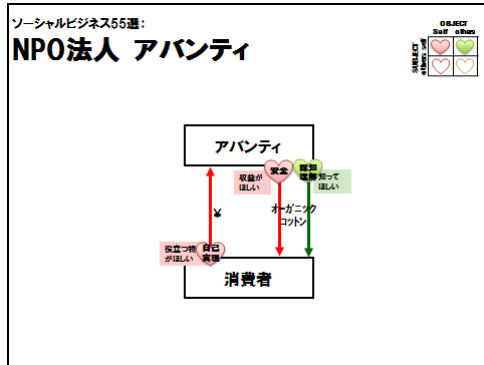 ソーシャルビジネス55選:
NPO法人 アバンティ
OBJECT
Self others
SUBJECT
others self
アバンティ
収益が
ほしい
安全
認知
理解
知って
ほしい
¥
オーガニック
コットン
役立つ物
がほしい
自己
実現
消費者